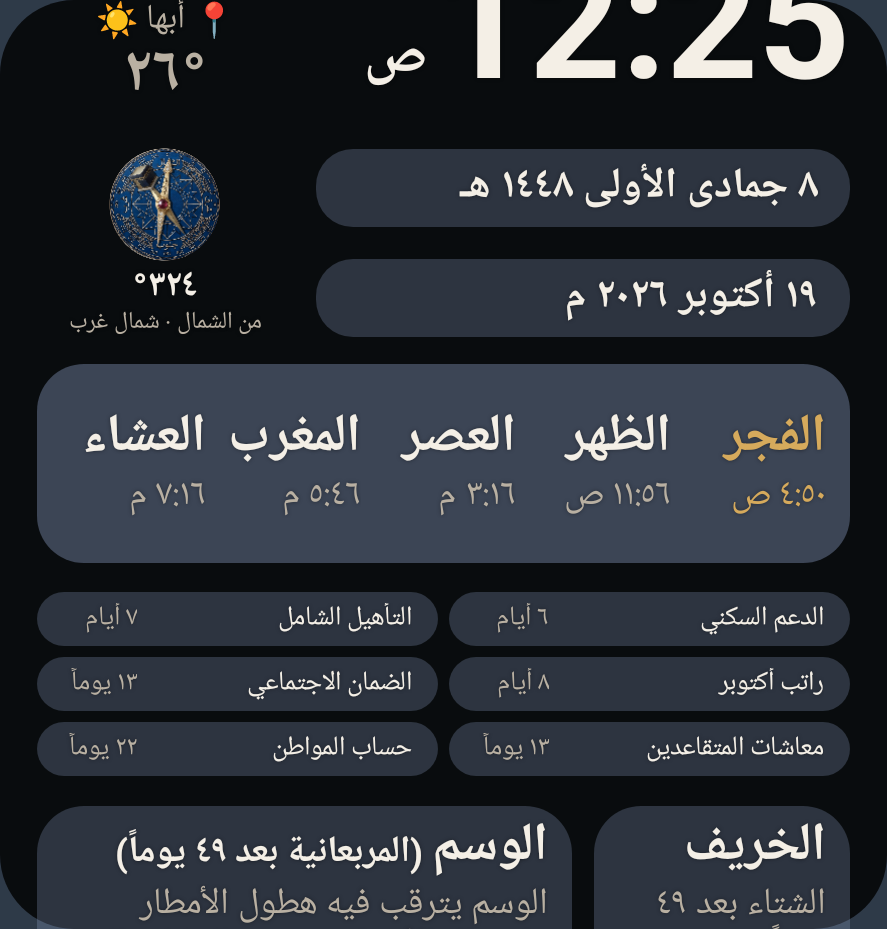 12:25 ص
أبها
٢٦°
٨ جمادى الأولى ١٤٤٨ هـ
١٩ أكتوبر ٢٠٢٦ م
٣٢٤°
من الشمال · شمال غرب
الفجر الظهر العصر المغرب العشاء
٤:٥٠ ص ١١:٥٦ ص ٣:١٦ م ٥:٤٦ م ٧:١٦ م
الدعم السكني ٦ أيام التأهيل الشامل ٧ أيام
راتب أكتوبر ٨ أيام الضمان الاجتماعي ١٣ يوماً
معاشات المتقاعدين ١٣ يوماً حساب المواطن ٢٢ يوماً
الخريف
الشتاء بعد ٤٩
الوسم (المربعانية بعد ٤٩ يوماً)
الوسم يترقب فيه هطول الأمطار